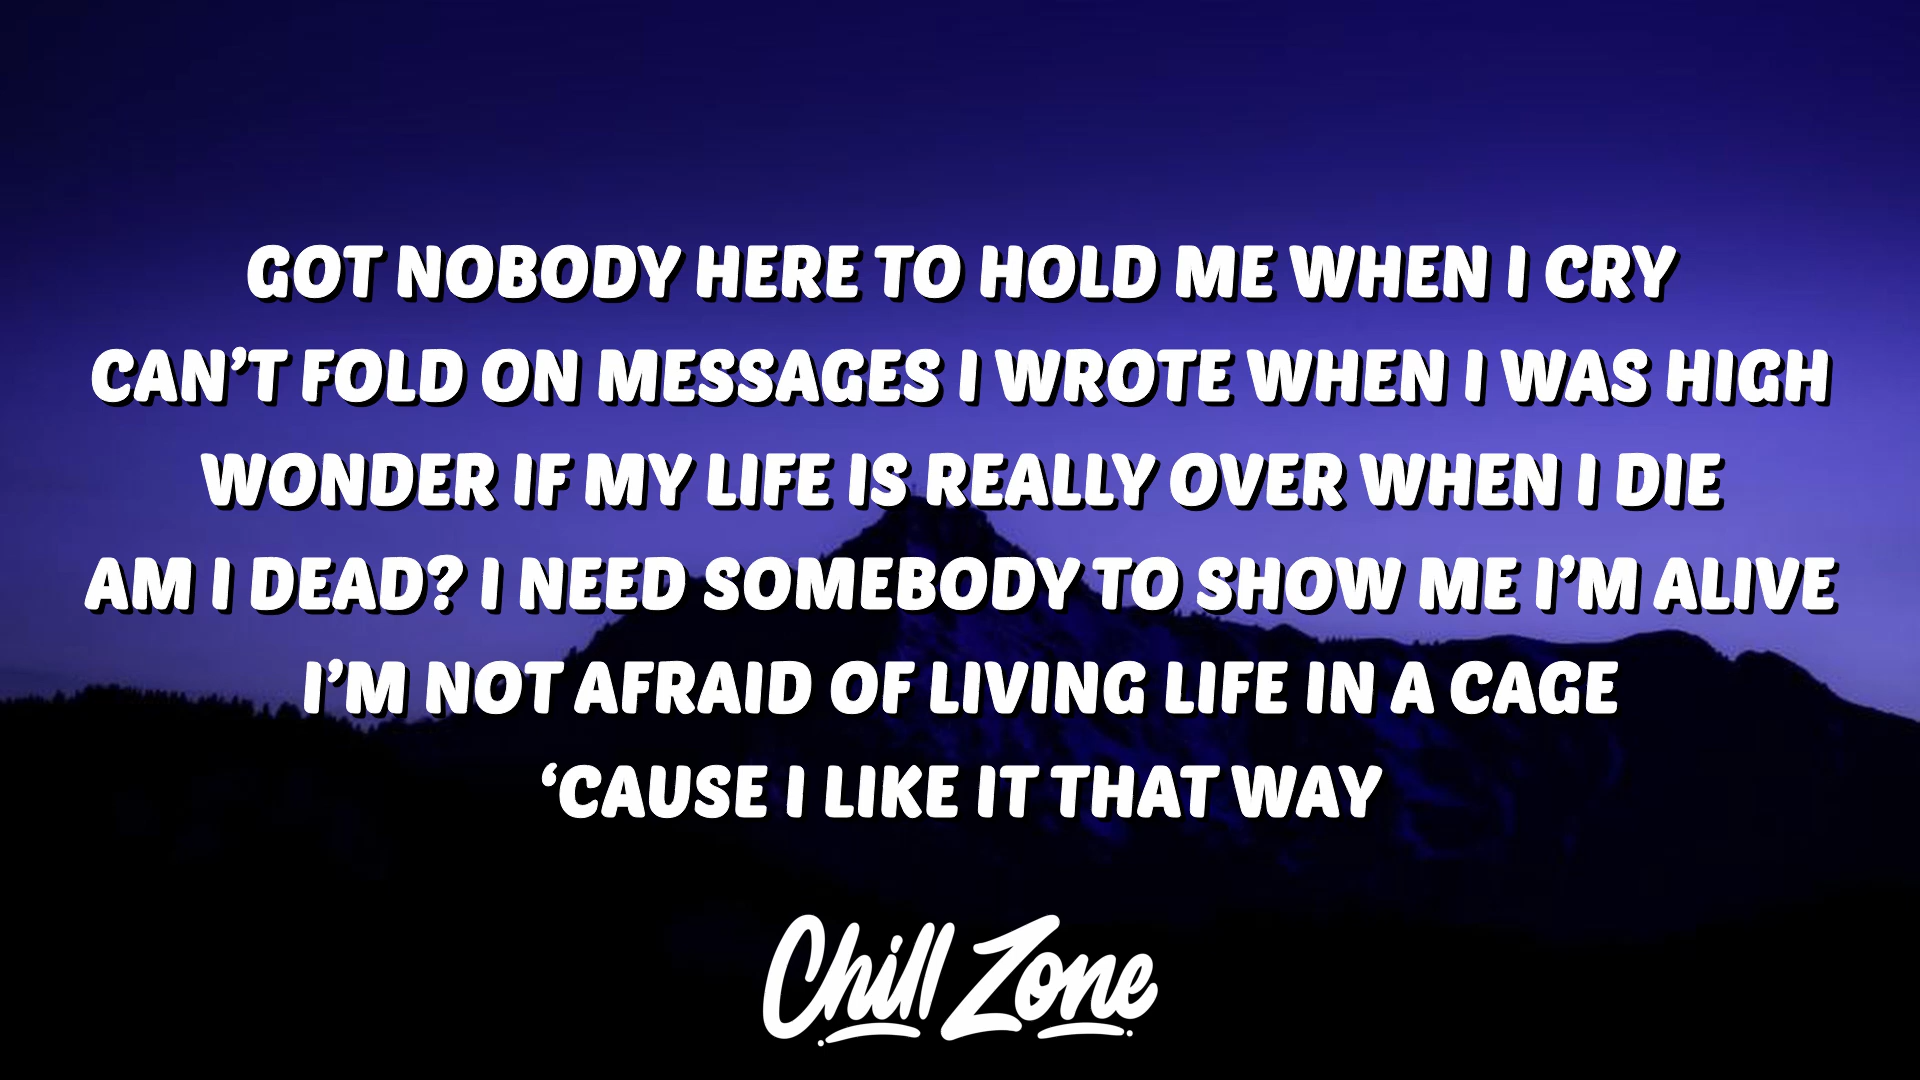 GOT NOBODY HERE TO HOLD ME WHEN I CRY
CAN’T FOLD ON MESSAGES I WROTE WHEN I WAS HIGH
WONDER IF MY LIFE IS REALLY OVER WHEN I DIE
AM I DEAD? I NEED SOMEBODY TO SHOW ME I’M ALIVE
I’M NOT AFRAID OF LIVING LIFE IN A CAGE
‘CAUSE I LIKE IT THAT WAY
Chill Zone